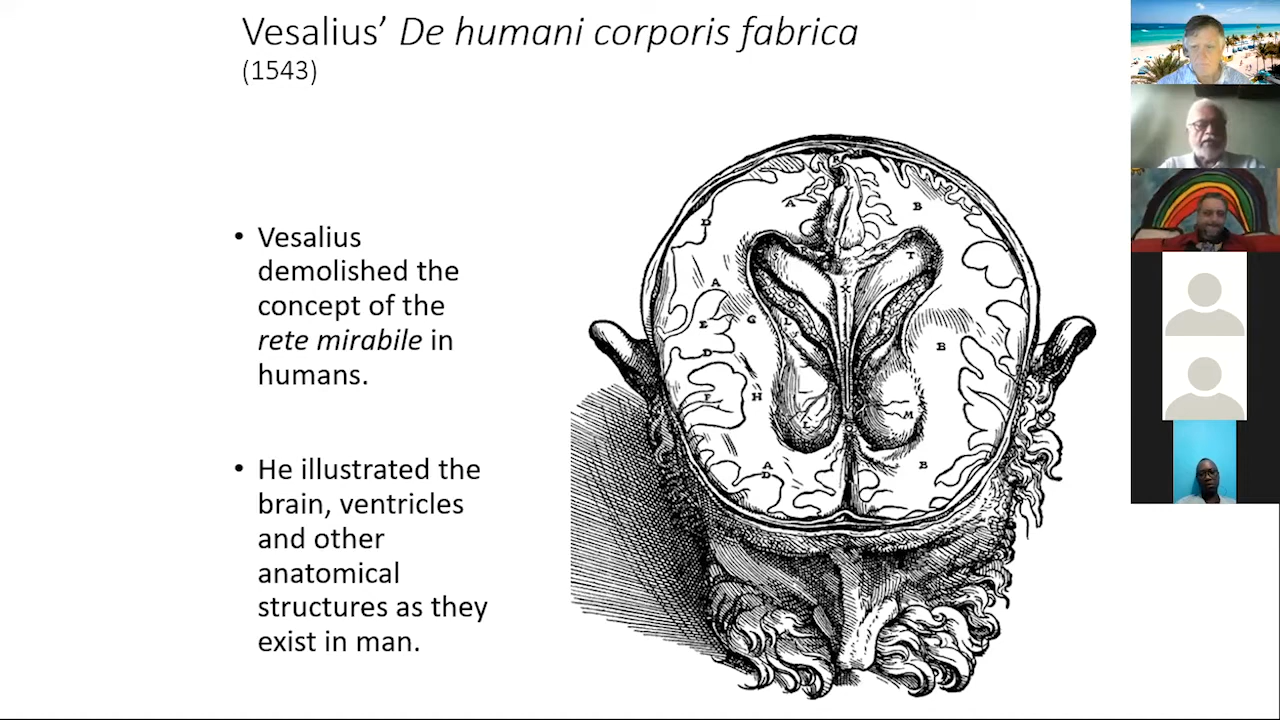 Vesalius’ De humani corporis fabrica
(1543)
• Vesalius
demolished the
concept of the
rete mirabile in
humans.
• He illustrated the
brain, ventricles
and other
anatomical
structures as they
exist in man.
A
B
D
R
T
X
A
E
G
L
B
D
F
H
M
L
A
D
B